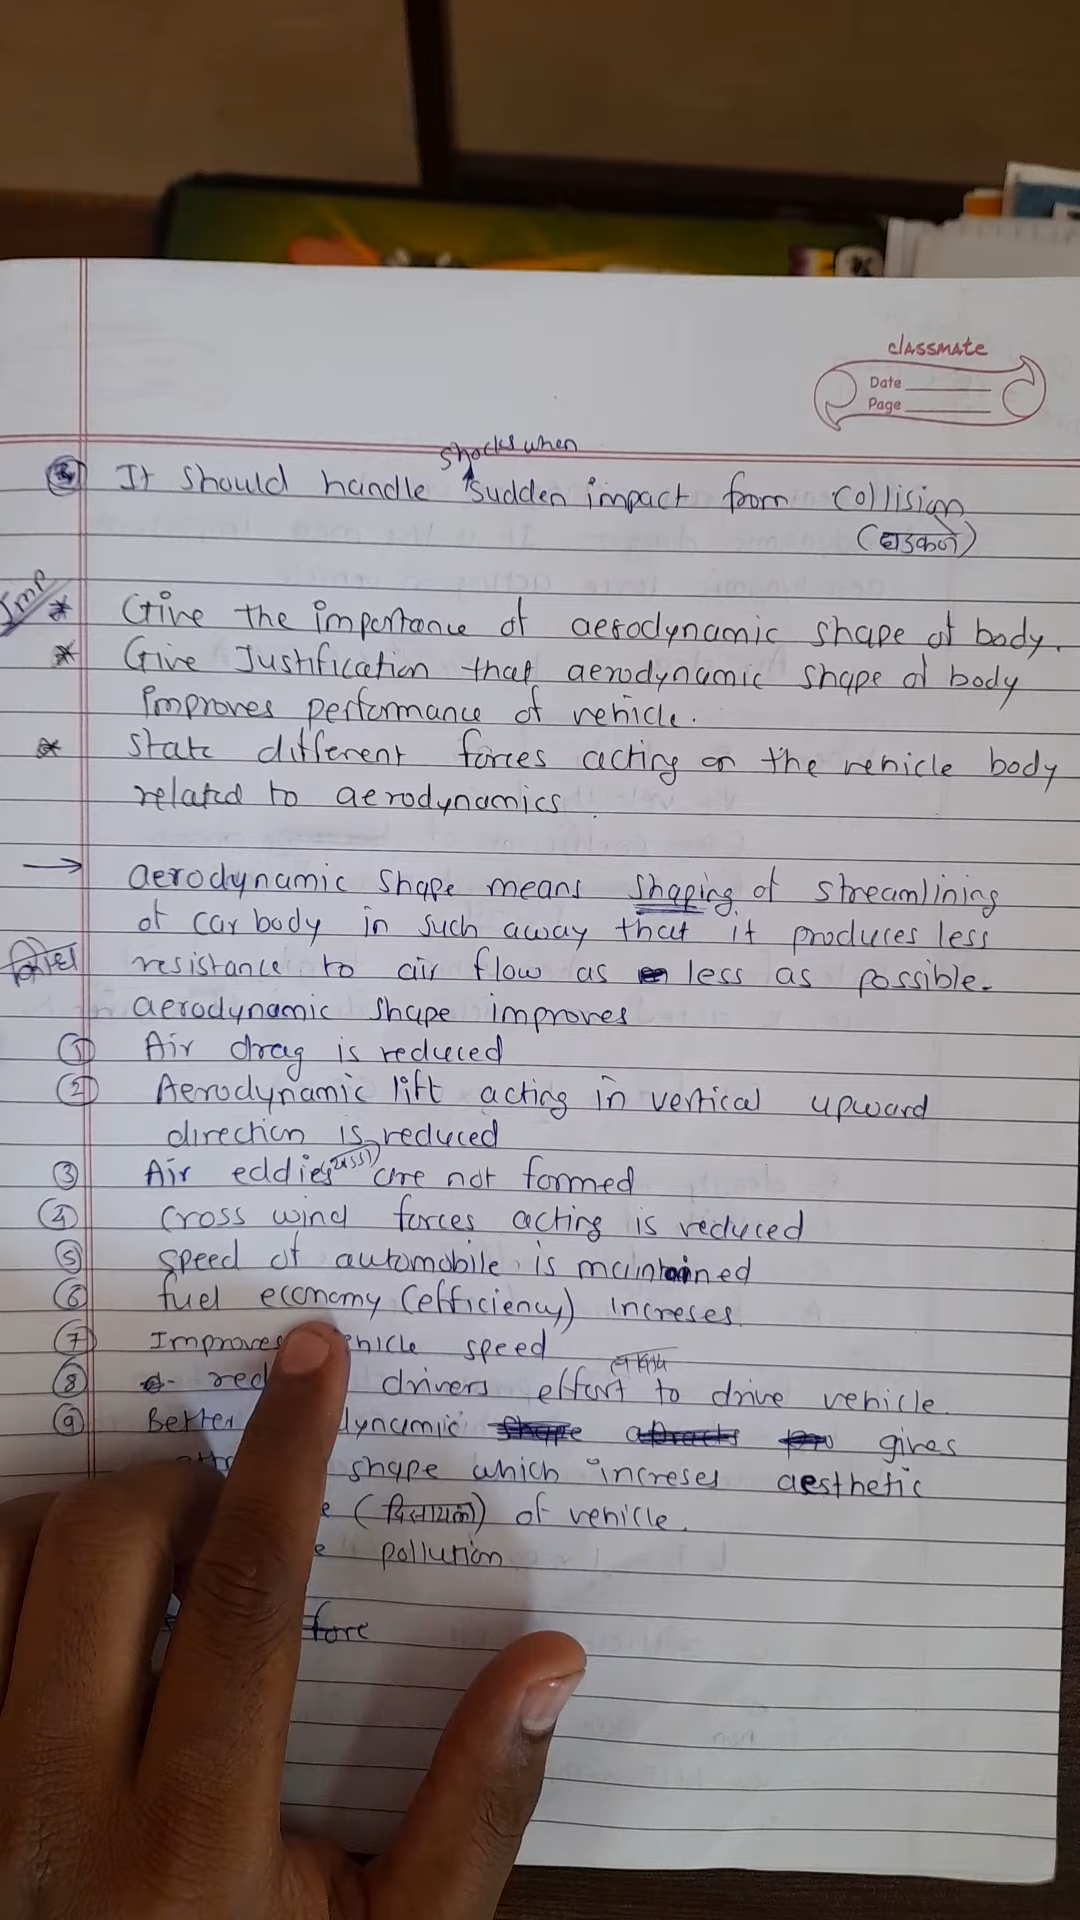 classmate
Date
Page
shocks when
③ It should handle sudden impact from collision
(धडकने)
Imp
* Give the importance of aerodynamic shape of body.
* Give Justification that aerodynamic shape of body
improves performance of vehicle.
* State different forces acting on the vehicle body
related to aerodynamics.
→ aerodynamic shape means shaping of streamlining
of car body in such away that it produces less
resistance to air flow as less as possible.
aerodynamic shape improves
① Air drag is reduced
② Aerodynamic lift acting in vertical upward
direction is reduced
③ Air eddies are not formed
④ cross wind forces acting is reduced
⑤ speed of automobile is maintained
⑥ fuel economy (efficiency) increses
⑦ Improves vehicle speed
⑧ red drivers effort to drive vehicle.
⑨ Better dynamic gives
shape which increses aesthetic
e of vehicle.
e pollution
fore